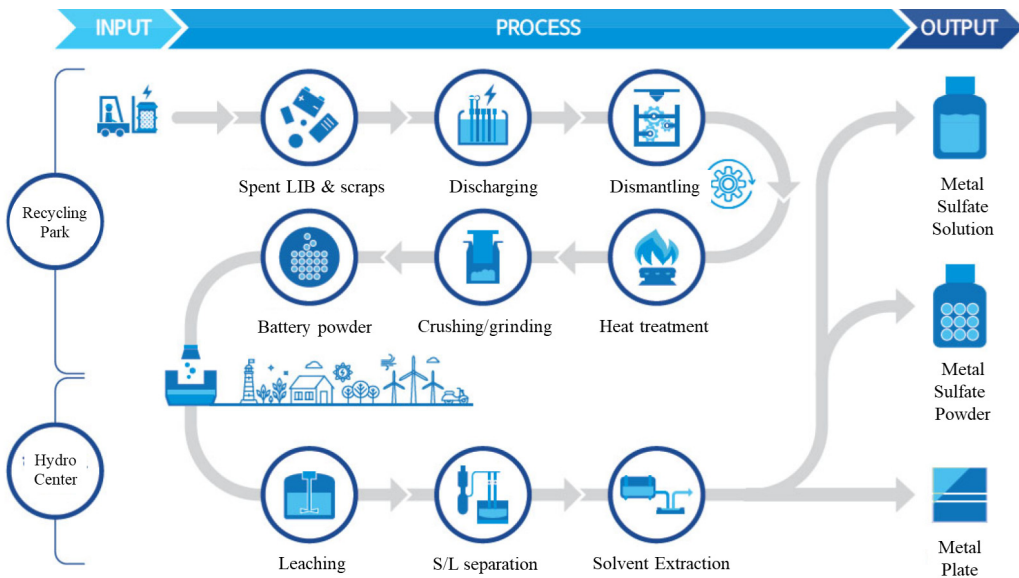 INPUT
PROCESS
OUTPUT
Recycling
Park
Spent LIB & scraps
Discharging
Dismantling
Metal
Sulfate
Solution
Battery powder
Crushing/grinding
Heat treatment
Metal
Sulfate
Powder
Hydro
Center
Leaching
S/L separation
Solvent Extraction
Metal
Plate